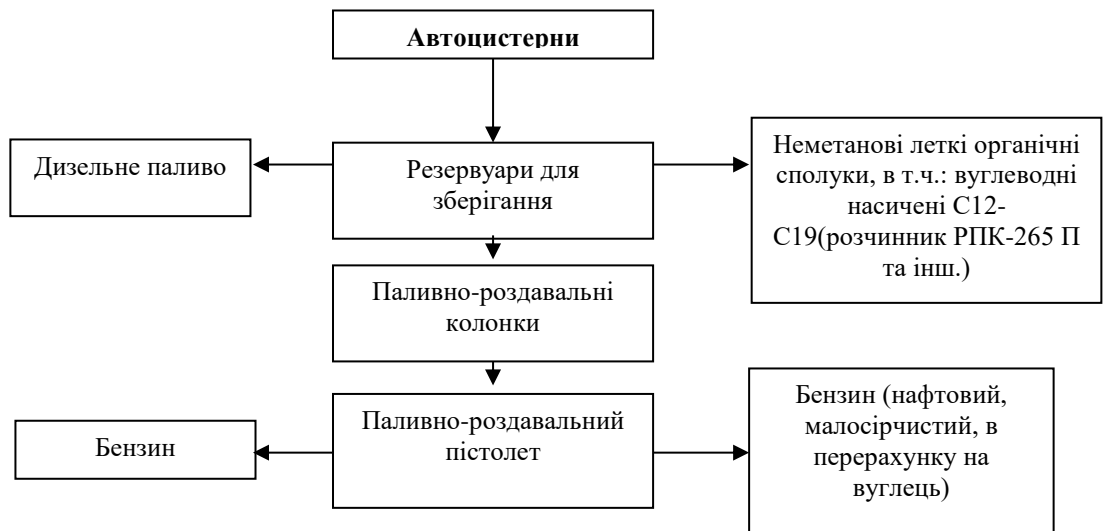 Автоцистерни
Дизельне паливо
Резервуари для
зберігання
Неметанові леткі органічні
сполуки, в т.ч.: вуглеводні
насичені С12-
С19(розчинник РПК-265 П
та інш.)
Паливно-роздавальні
колонки
Бензин
Паливно-роздавальний
пістолет
Бензин (нафтовий,
малосірчистий, в
перерахунку на
вуглець)